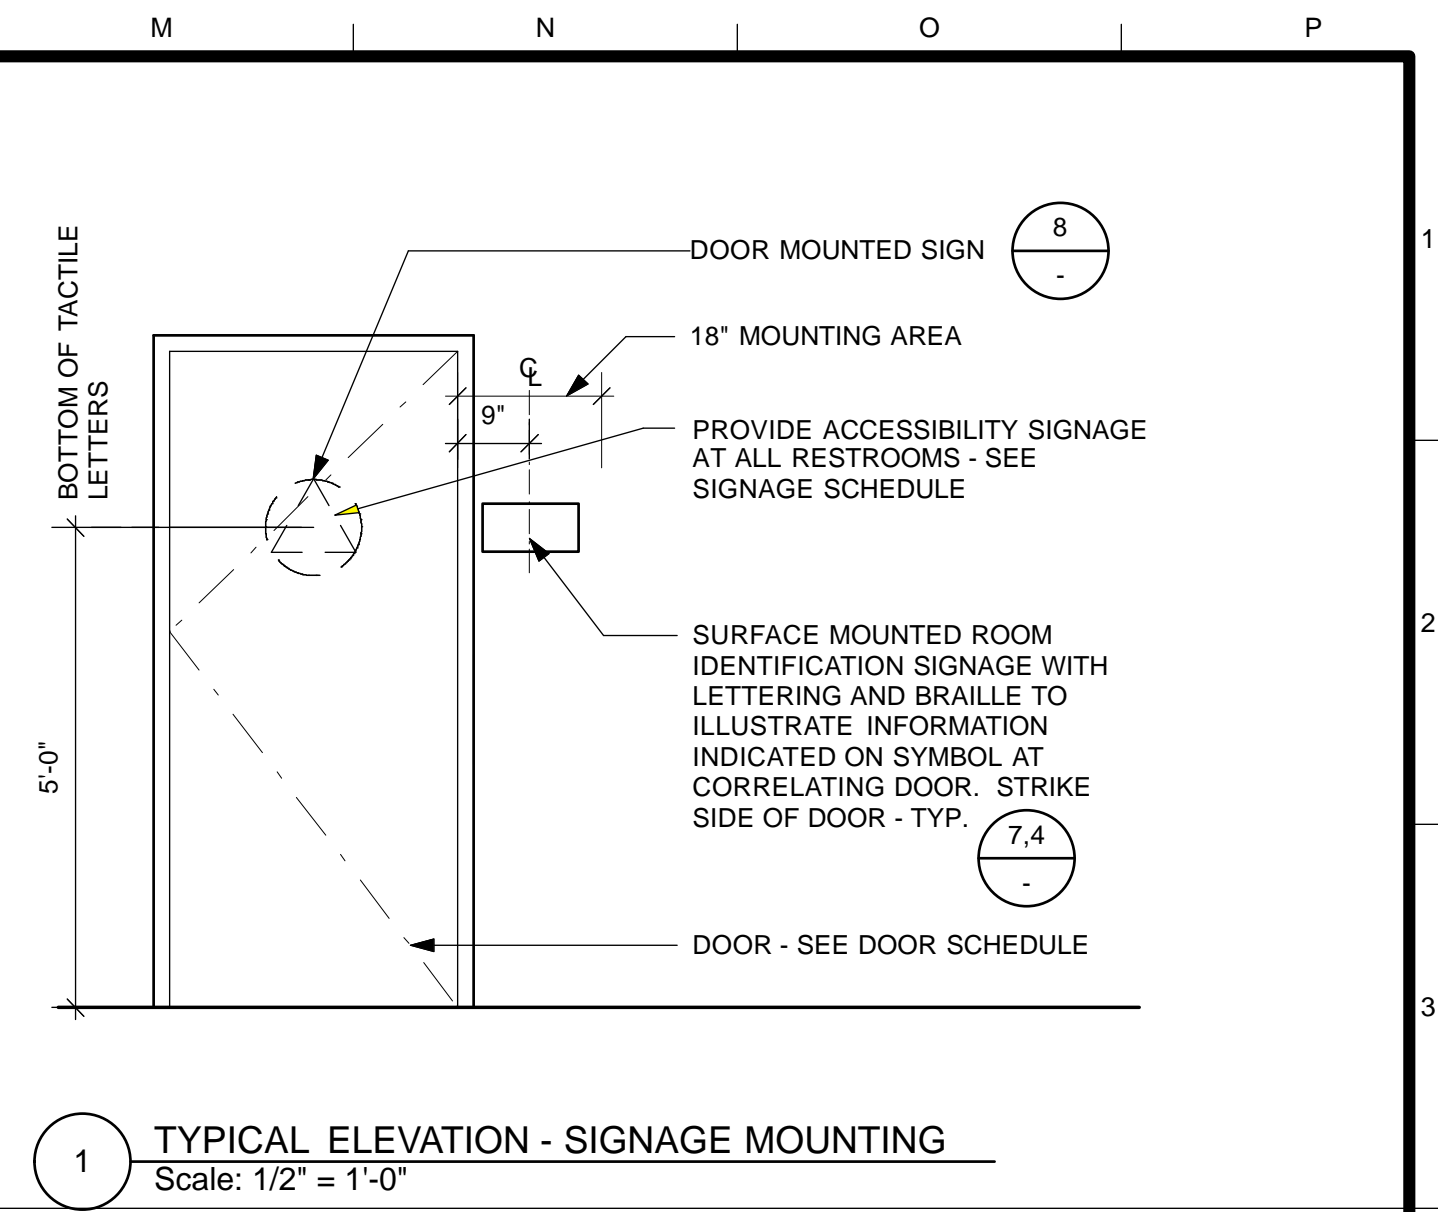 M
N
O
P
1
2
3
BOTTOM OF TACTILE
LETTERS
5'-0"
DOOR MOUNTED SIGN
8
-
18" MOUNTING AREA
CL
9"
PROVIDE ACCESSIBILITY SIGNAGE
AT ALL RESTROOMS - SEE
SIGNAGE SCHEDULE
SURFACE MOUNTED ROOM
IDENTIFICATION SIGNAGE WITH
LETTERING AND BRAILLE TO
ILLUSTRATE INFORMATION
INDICATED ON SYMBOL AT
CORRELATING DOOR. STRIKE
SIDE OF DOOR - TYP.
7,4
-
DOOR - SEE DOOR SCHEDULE
1
TYPICAL ELEVATION - SIGNAGE MOUNTING
Scale: 1/2" = 1'-0"